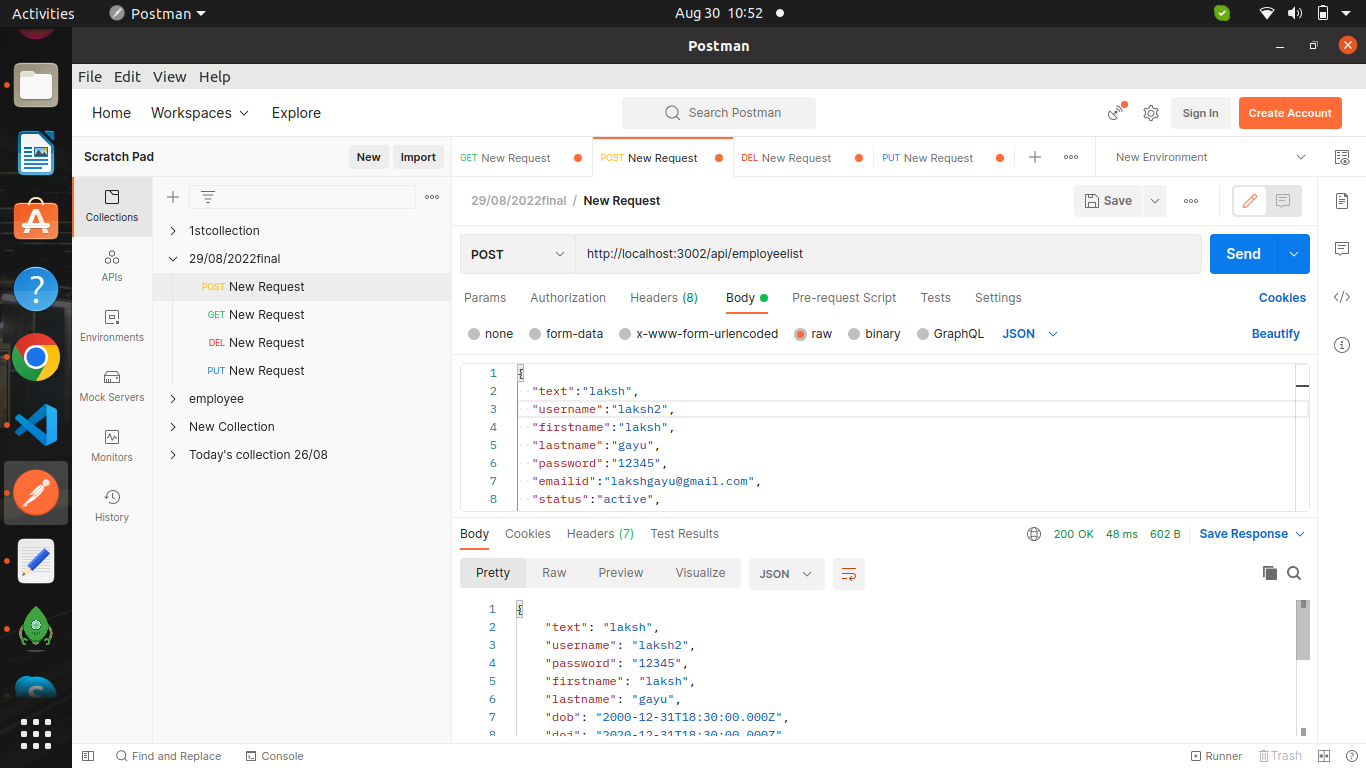 Activities Postman Aug 30 10:52
Postman
File Edit View Help
Home Workspaces Explore Search Postman Sign In Create Account
Scratch Pad New Import GET New Request POST New Request DEL New Request PUT New Request New Environment
29/08/2022final / New Request Save
Collections
APIs
Environments
Mock Servers
Monitors
History
1stcollection
29/08/2022final
POST New Request
GET New Request
DEL New Request
PUT New Request
employee
New Collection
Today's collection 26/08
POST http://localhost:3002/api/employeelist Send
Params Authorization Headers (8) Body Pre-request Script Tests Settings Cookies
none form-data x-www-form-urlencoded raw binary GraphQL JSON Beautify
1 {
2 "text":"laksh",
3 "username":"laksh2",
4 "firstname":"laksh",
5 "lastname":"gayu",
6 "password":"12345",
7 "emailid":"lakshgayu@gmail.com",
8 "status":"active",
Body Cookies Headers (7) Test Results 200 OK 48 ms 602 B Save Response
Pretty Raw Preview Visualize JSON
1 {
2 "text": "laksh",
3 "username": "laksh2",
4 "password": "12345",
5 "firstname": "laksh",
6 "lastname": "gayu",
7 "dob": "2000-12-31T18:30:00.000Z",
8 "doj": "2020-12-31T18:30:00.000Z"
Find and Replace Console Runner Trash